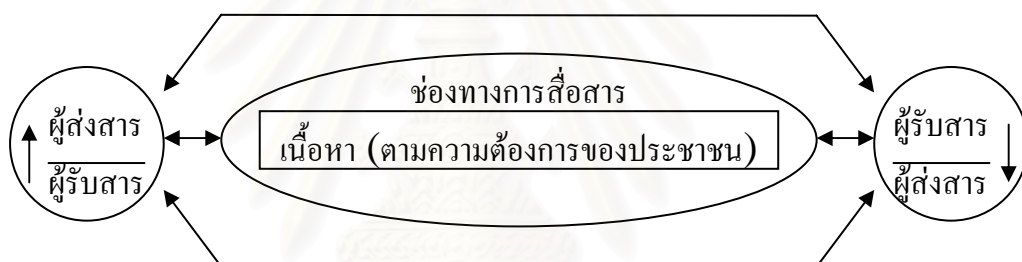 ช่องทางการสื่อสาร
ผู้ส่งสาร
ผู้รับสาร
เนื้อหา (ตามความต้องการของประชาชน)
ผู้รับสาร
ผู้ส่งสาร